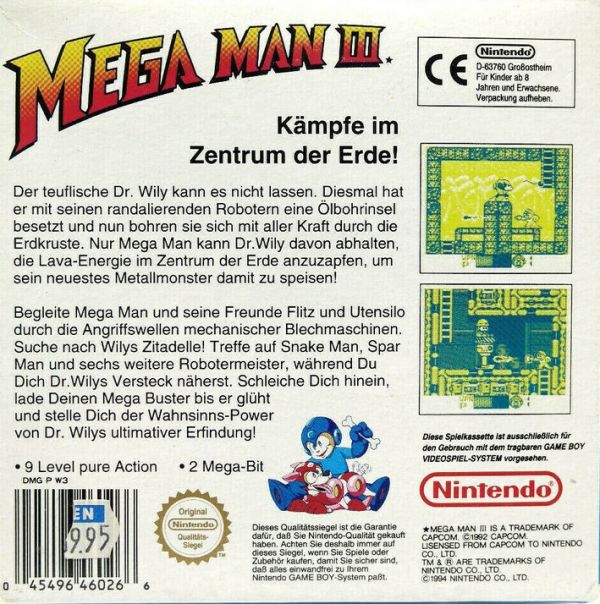 MEGA MAN III★
CE
Nintendo
D-63760 Großostheim
Für Kinder ab 8
Jahren und Erwachsene.
Verpackung aufheben.
Kämpfe im
Zentrum der Erde!
Der teuflische Dr. Wily kann es nicht lassen. Diesmal hat
er mit seinen randalierenden Robotern eine Ölbohrinsel
besetzt und nun bohren sie sich mit aller Kraft durch die
Erdkruste. Nur Mega Man kann Dr.Wily davon abhalten,
die Lava-Energie im Zentrum der Erde anzuzapfen, um
sein neuestes Metallmonster damit zu speisen!
Begleite Mega Man und seine Freunde Flitz und Utensilo
durch die Angriffswellen mechanischer Blechmaschinen.
Suche nach Wilys Zitadelle! Treffe auf Snake Man, Spar
Man und sechs weitere Robotermeister, während Du
Dich Dr.Wilys Versteck näherst. Schleiche Dich hinein,
lade Deinen Mega Buster bis er glüht
und stelle Dich der Wahnsinns-Power
von Dr. Wilys ultimativer Erfindung!
• 9 Level pure Action • 2 Mega-Bit
DMG P W3
EN
9.95
0 45496 46026 6
Original
Nintendo
Qualitäts-
Siegel
Dieses Qualitätssiegel ist die Garantie
dafür, daß Sie Nintendo-Qualität gekauft
haben. Achten Sie deshalb immer auf
dieses Siegel, wenn Sie Spiele oder
Zubehör kaufen, damit Sie sicher sind,
daß alles einwandfrei zu Ihrem
Nintendo GAME BOY-System paßt.
Diese Spielkassette ist ausschließlich für
den Gebrauch mit dem tragbaren GAME BOY
VIDEOSPIEL-SYSTEM vorgesehen.
Nintendo®
★MEGA MAN III IS A TRADEMARK OF
CAPCOM. ©1992 CAPCOM.
LICENSED FROM CAPCOM TO NINTENDO
CO., LTD.
TM & ® ARE TRADEMARKS OF
NINTENDO CO., LTD.
©1994 NINTENDO CO., LTD.